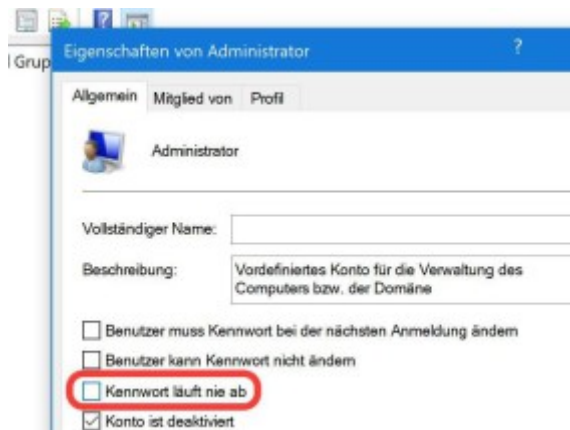 Grup
Eigenschaften von Administrator ?
Allgemein Mitglied von Profil
Administrator
Vollständiger Name:
Beschreibung: Vordefiniertes Konto für die Verwaltung des
Computers bzw. der Domäne
Benutzer muss Kennwort bei der nächsten Anmeldung ändern
Benutzer kann Kennwort nicht ändern
Kennwort läuft nie ab
Konto ist deaktiviert